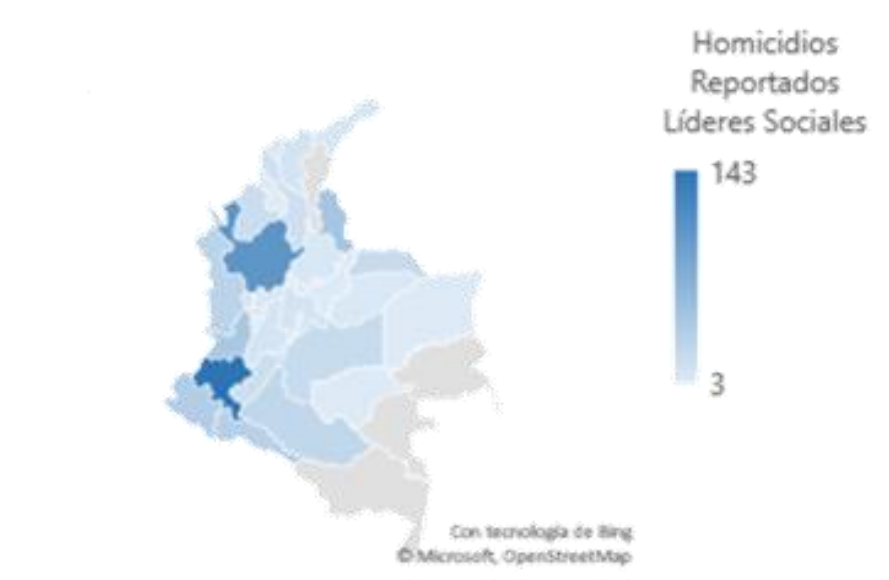 Homicidios
Reportados
Líderes Sociales
143
3
Con tecnología de Bing
© Microsoft, OpenStreetMap